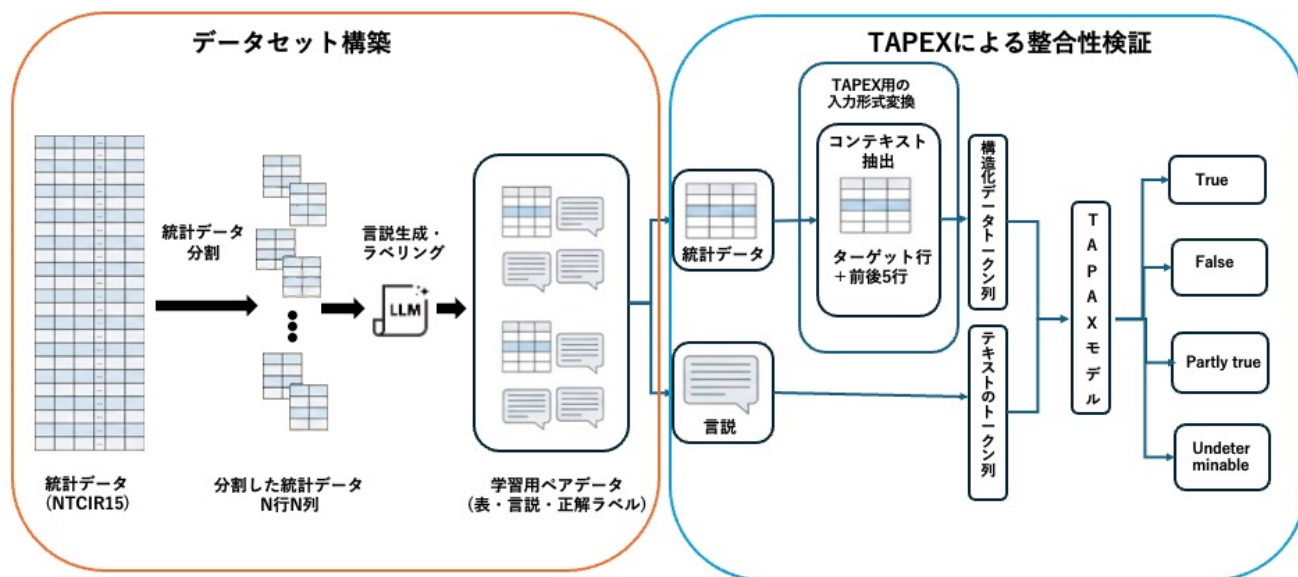 データセット構築
統計データ
(NTCIR15)
統計データ
分割
分割した統計データ
N行N列
言説生成・
ラベリング
LLM
学習用ペアデータ
(表・言説・正解ラベル)
TAPEXによる整合性検証
統計データ
言説
TAPEX用の
入力形式変換
コンテキスト
抽出
ターゲット行
＋前後5行
構造化データトークン列
テキストのトークン列
TAPAXモデル
True
False
Partly true
Undeter
minable